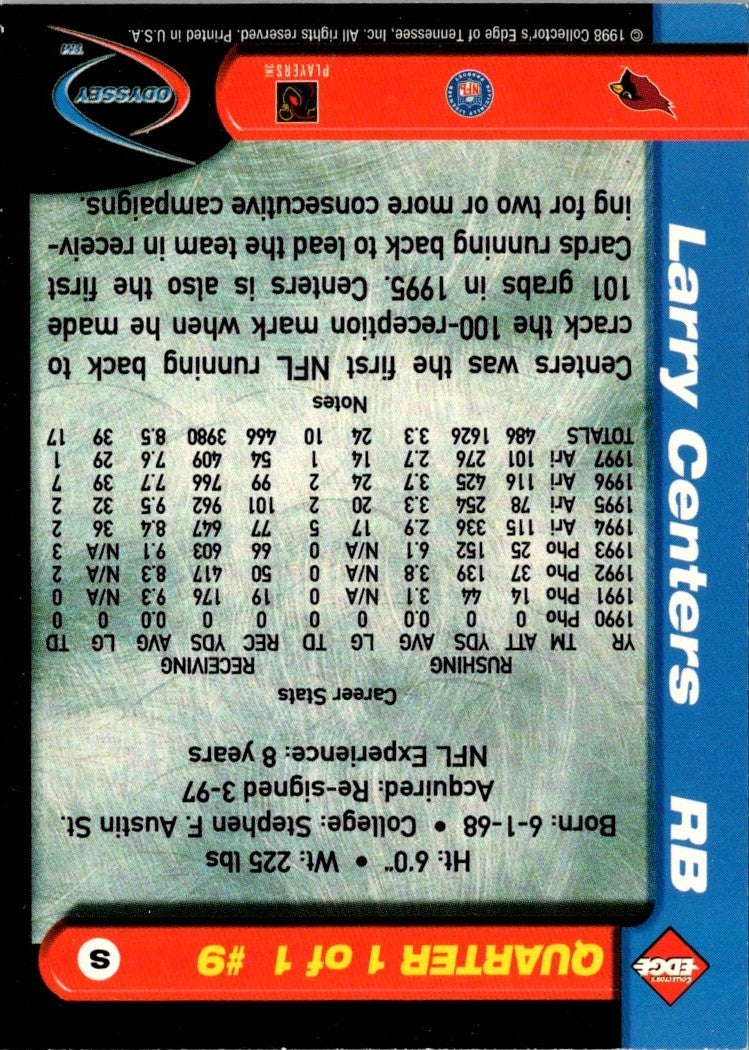 COLLECTOR'S
EDGE
QUARTER 1 of 1 #9
S
Larry Centers RB
Ht: 6'0" • Wt: 225 lbs
Born: 6-1-68 • College: Stephen F. Austin St.
Acquired: Re-signed 3-97
NFL Experience: 8 years
Career Stats
RUSHING RECEIVING
YR TM ATT YDS AVG LG TD REC YDS AVG LG TD
1990 Pho 0 0 0.0 0 0 0 0 0.0 0 0
1991 Pho 14 44 3.1 N/A 0 19 176 9.3 N/A 0
1992 Pho 37 139 3.8 N/A 0 50 417 8.3 N/A 2
1993 Pho 25 152 6.1 N/A 0 66 603 9.1 N/A 3
1994 Ari 115 336 2.9 17 5 77 647 8.4 36 2
1995 Ari 78 254 3.3 20 2 101 962 9.5 32 2
1996 Ari 116 425 3.7 24 2 99 766 7.7 39 7
1997 Ari 101 276 2.7 14 1 54 409 7.6 29 1
TOTALS 486 1626 3.3 24 10 466 3980 8.5 39 17
Notes
Centers was the first NFL running back to
crack the 100-reception mark when he made
101 grabs in 1995. Centers is also the first
Cards running back to lead the team in receiv-
ing for two or more consecutive campaigns.
NFL
PLAYERS INC
ODYSSEY
TM
© 1998 Collector's Edge of Tennessee, Inc. All rights reserved. Printed in U.S.A.